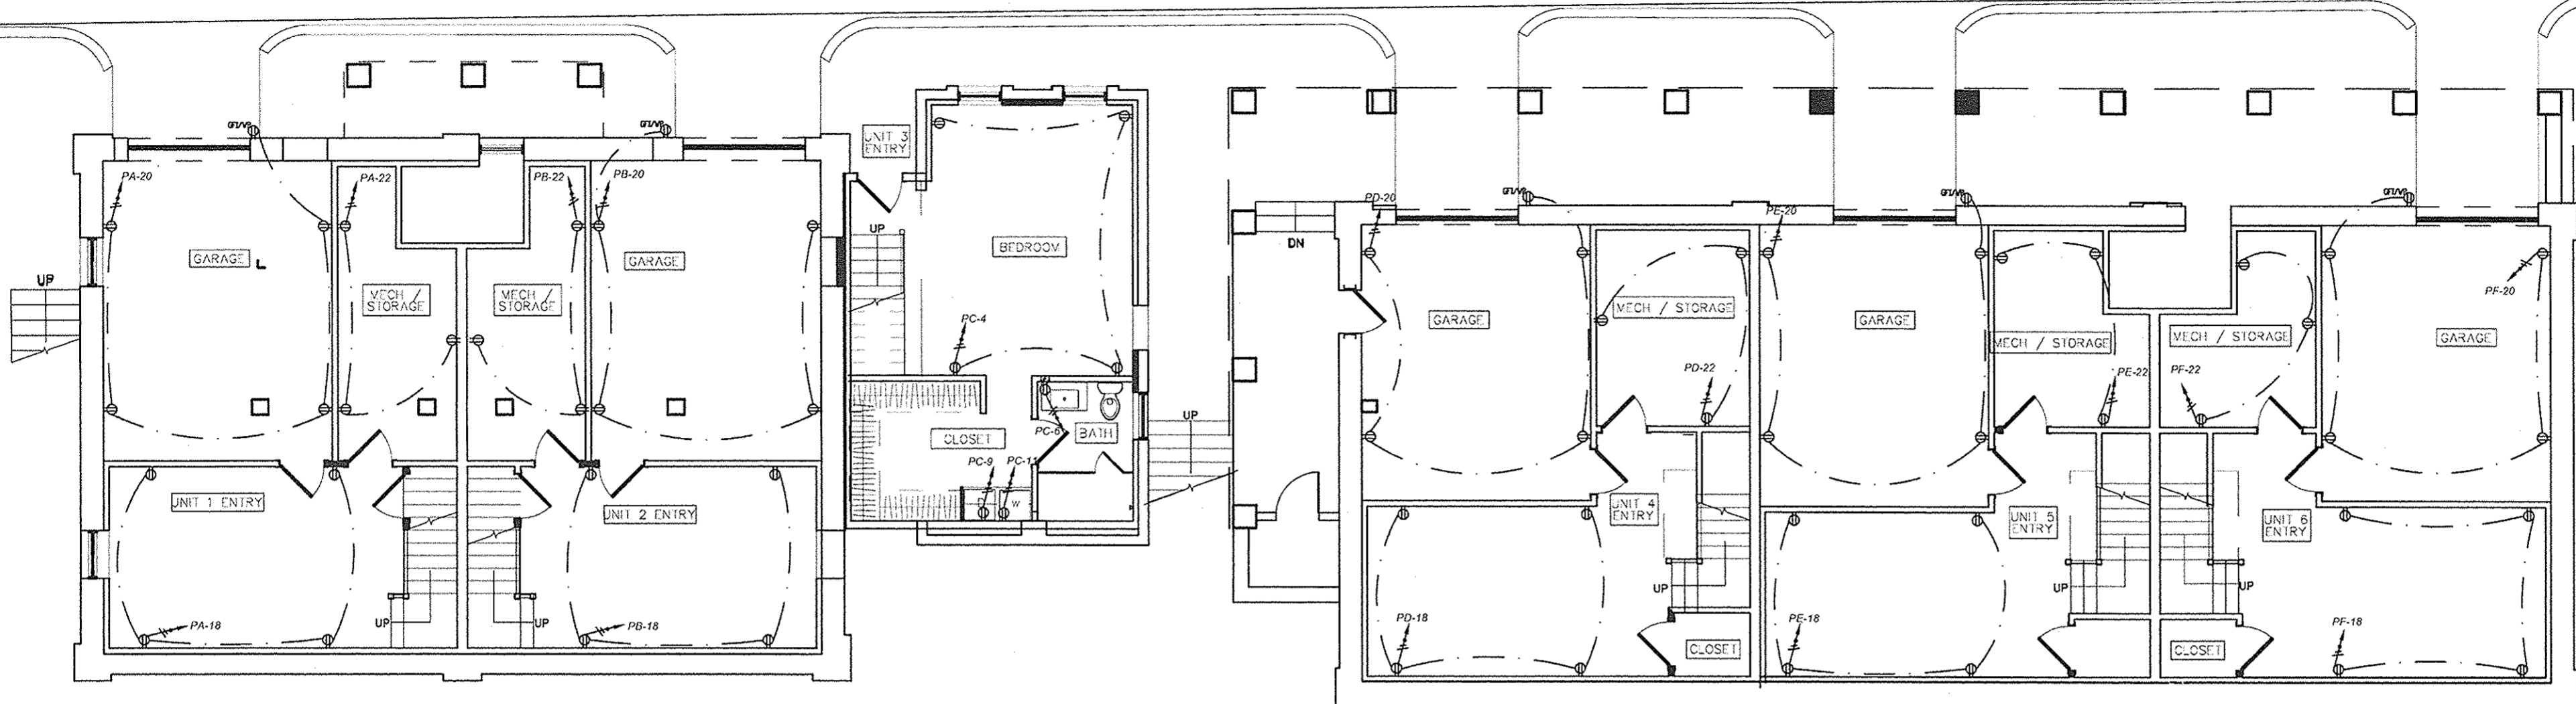 GFI/WP
GFI/WP
UNIT 3
ENTRY
PA-20
PA-22
PB-22
PB-20
GFI/WP
GFI/WP
GFI/WP
PD-20
PE-20
UP
DN
BEDROOM
GARAGE
GARAGE
UP
MECH /
STORAGE
MECH /
STORAGE
PC-4
GARAGE
MECH / STORAGE
GARAGE
MECH / STORAGE
MECH / STORAGE
GARAGE
PF-20
PD-22
PE-22
PF-22
UP
PC-6
BATH
CLOSET
PC-9
PC-11
W
UNIT 1 ENTRY
UNIT 2 ENTRY
UNIT 4
ENTRY
UNIT 5
ENTRY
UNIT 6
ENTRY
UP
UP
UP
UP
UP
PA-18
PB-18
PD-18
PE-18
PF-18
CLOSET
CLOSET